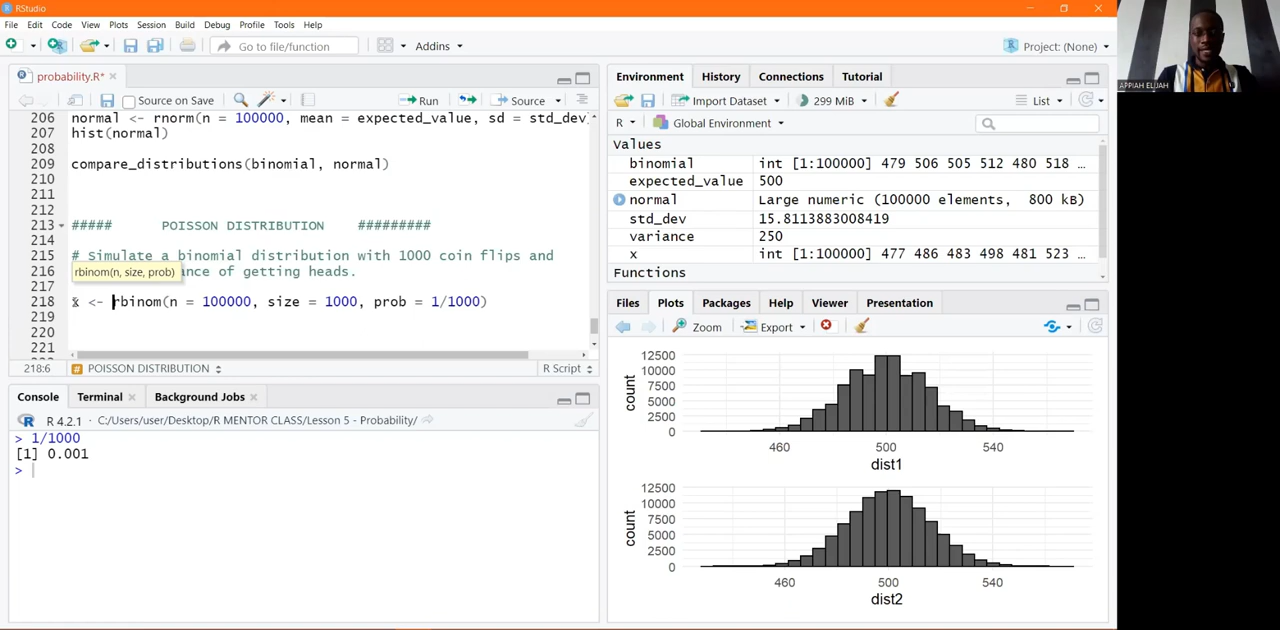 RStudio
File Edit Code View Plots Session Build Debug Profile Tools Help
Go to file/function
Addins
Project: (None)
probability.R*
Source on Save
Run
Source
206 normal <- rnorm(n = 100000, mean = expected_value, sd = std_dev)
207 hist(normal)
208
209 compare_distributions(binomial, normal)
210
211
212
213 ##### POISSON DISTRIBUTION #########
214
215 # Simulate a binomial distribution with 1000 coin flips and
216 rbinom(n, size, prob) nce of getting heads.
217
218 x <- rbinom(n = 100000, size = 1000, prob = 1/1000)
219
220
221
218:6 POISSON DISTRIBUTION R Script
Console Terminal Background Jobs
R 4.2.1 · C:/Users/user/Desktop/R MENTOR CLASS/Lesson 5 - Probability/
> 1/1000
[1] 0.001
>
Environment History Connections Tutorial
Import Dataset 299 MiB List
R Global Environment
Values
binomial int [1:100000] 479 506 505 512 480 518 ...
expected_value 500
normal Large numeric (100000 elements, 800 kB)
std_dev 15.8113883008419
variance 250
x int [1:100000] 477 486 483 498 481 523 ...
Functions
Files Plots Packages Help Viewer Presentation
Zoom Export
12500
10000
7500
5000
2500
0
count
460 500 540
dist1
12500
10000
7500
5000
2500
0
count
460 500 540
dist2
APPIAH ELIJAH